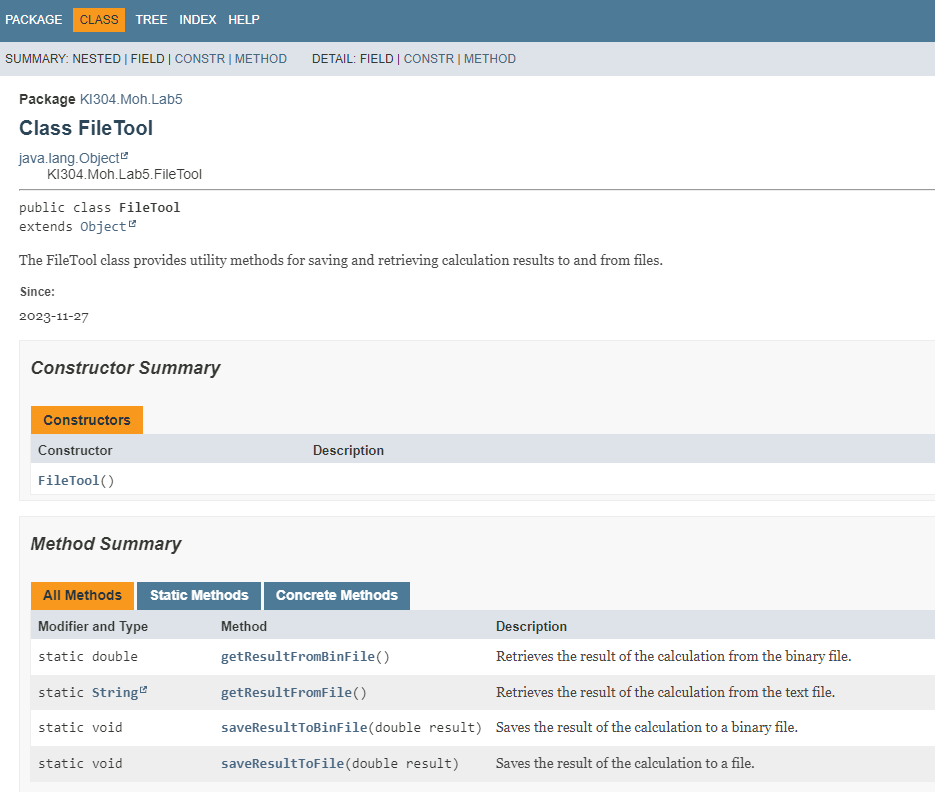 PACKAGE CLASS TREE INDEX HELP
SUMMARY: NESTED | FIELD | CONSTR | METHOD DETAIL: FIELD | CONSTR | METHOD
Package KI304.Moh.Lab5
Class FileTool
java.lang.Object
KI304.Moh.Lab5.FileTool
public class FileTool
extends Object
The FileTool class provides utility methods for saving and retrieving calculation results to and from files.
Since:
2023-11-27
Constructor Summary
Constructors
Constructor Description
FileTool()
Method Summary
All Methods Static Methods Concrete Methods
Modifier and Type Method Description
static double getResultFromBinFile() Retrieves the result of the calculation from the binary file.
static String getResultFromFile() Retrieves the result of the calculation from the text file.
static void saveResultToBinFile(double result) Saves the result of the calculation to a binary file.
static void saveResultToFile(double result) Saves the result of the calculation to a file.